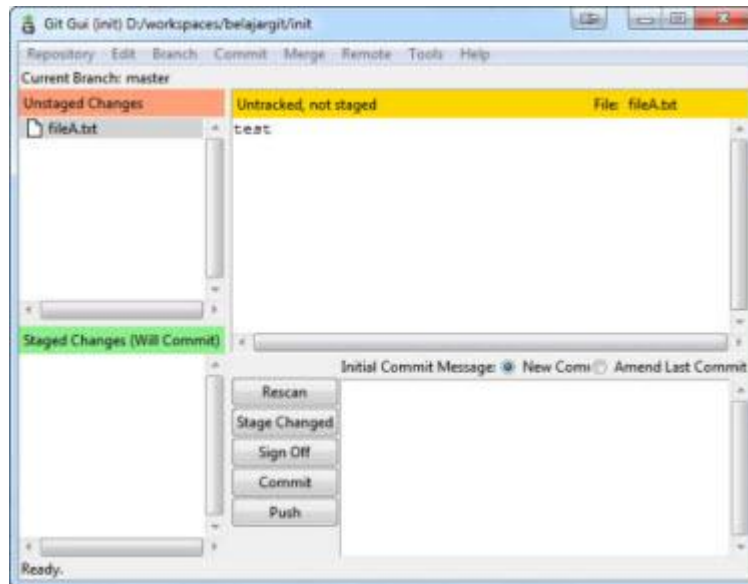 Git Gui (init) D:/workspaces/belajargit/init
Repository Edit Branch Commit Merge Remote Tools Help
Current Branch: master
Unstaged Changes
fileA.txt
Untracked, not staged File: fileA.txt
test
Staged Changes (Will Commit)
Initial Commit Message: New Comi Amend Last Commit
Rescan
Stage Changed
Sign Off
Commit
Push
Ready.